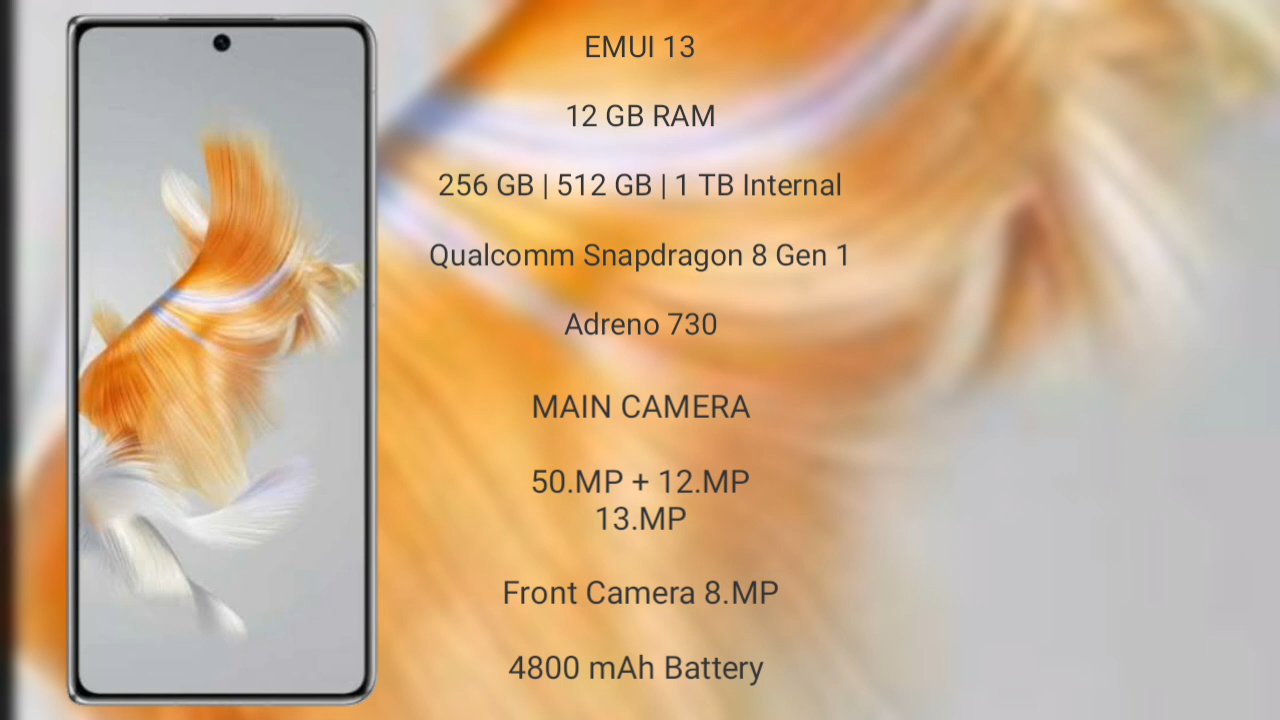 EMUI 13
12 GB RAM
256 GB | 512 GB | 1 TB Internal
Qualcomm Snapdragon 8 Gen 1
Adreno 730
MAIN CAMERA
50.MP + 12.MP
13.MP
Front Camera 8.MP
4800 mAh Battery